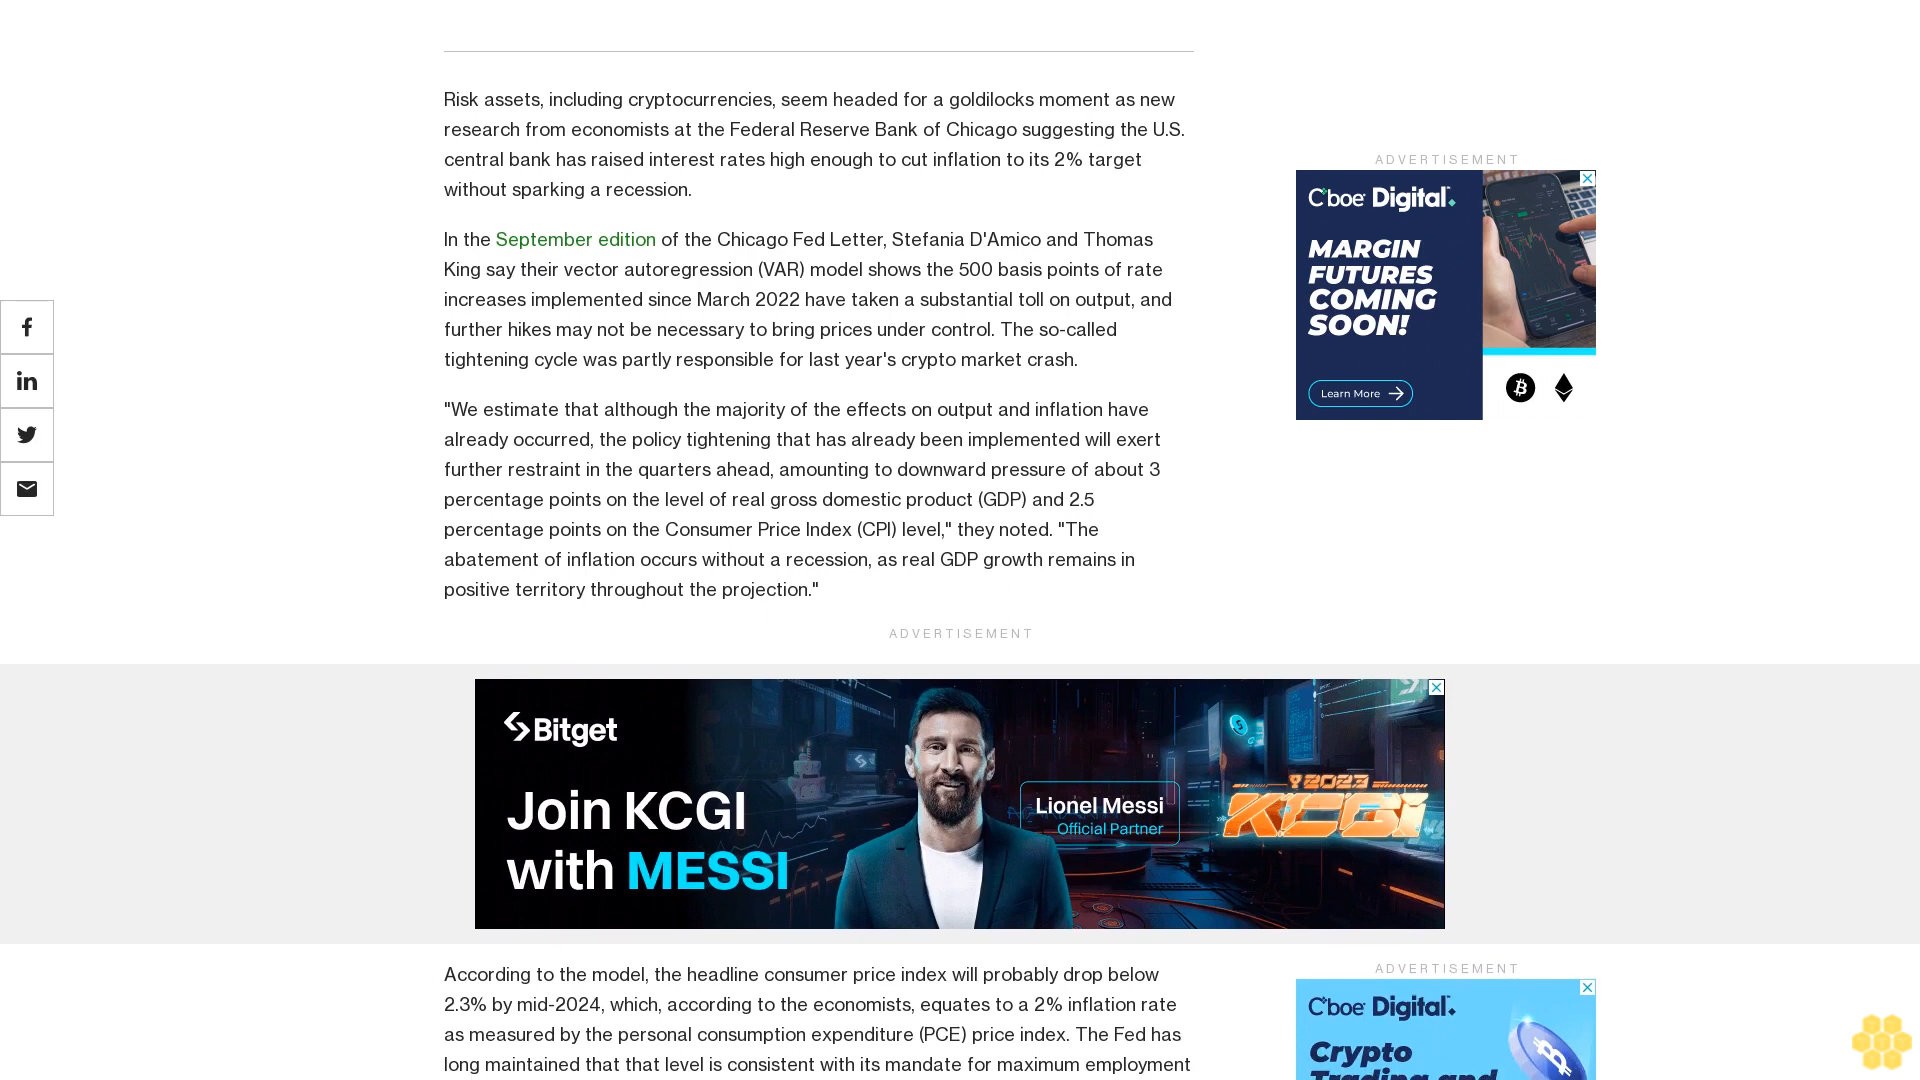 Risk assets, including cryptocurrencies, seem headed for a goldilocks moment as new
research from economists at the Federal Reserve Bank of Chicago suggesting the U.S.
central bank has raised interest rates high enough to cut inflation to its 2% target
without sparking a recession.
In the September edition of the Chicago Fed Letter, Stefania D'Amico and Thomas
King say their vector autoregression (VAR) model shows the 500 basis points of rate
increases implemented since March 2022 have taken a substantial toll on output, and
further hikes may not be necessary to bring prices under control. The so-called
tightening cycle was partly responsible for last year's crypto market crash.
"We estimate that although the majority of the effects on output and inflation have
already occurred, the policy tightening that has already been implemented will exert
further restraint in the quarters ahead, amounting to downward pressure of about 3
percentage points on the level of real gross domestic product (GDP) and 2.5
percentage points on the Consumer Price Index (CPI) level," they noted. "The
abatement of inflation occurs without a recession, as real GDP growth remains in
positive territory throughout the projection."
ADVERTISEMENT
Cboe Digital
MARGIN
FUTURES
COMING
SOON!
Learn More
ADVERTISEMENT
Bitget
Join KCGI
with MESSI
Lionel Messi
Official Partner
2023
KCGI
According to the model, the headline consumer price index will probably drop below
2.3% by mid-2024, which, according to the economists, equates to a 2% inflation rate
as measured by the personal consumption expenditure (PCE) price index. The Fed has
long maintained that that level is consistent with its mandate for maximum employment
ADVERTISEMENT
Cboe Digital
Crypto
Trading and